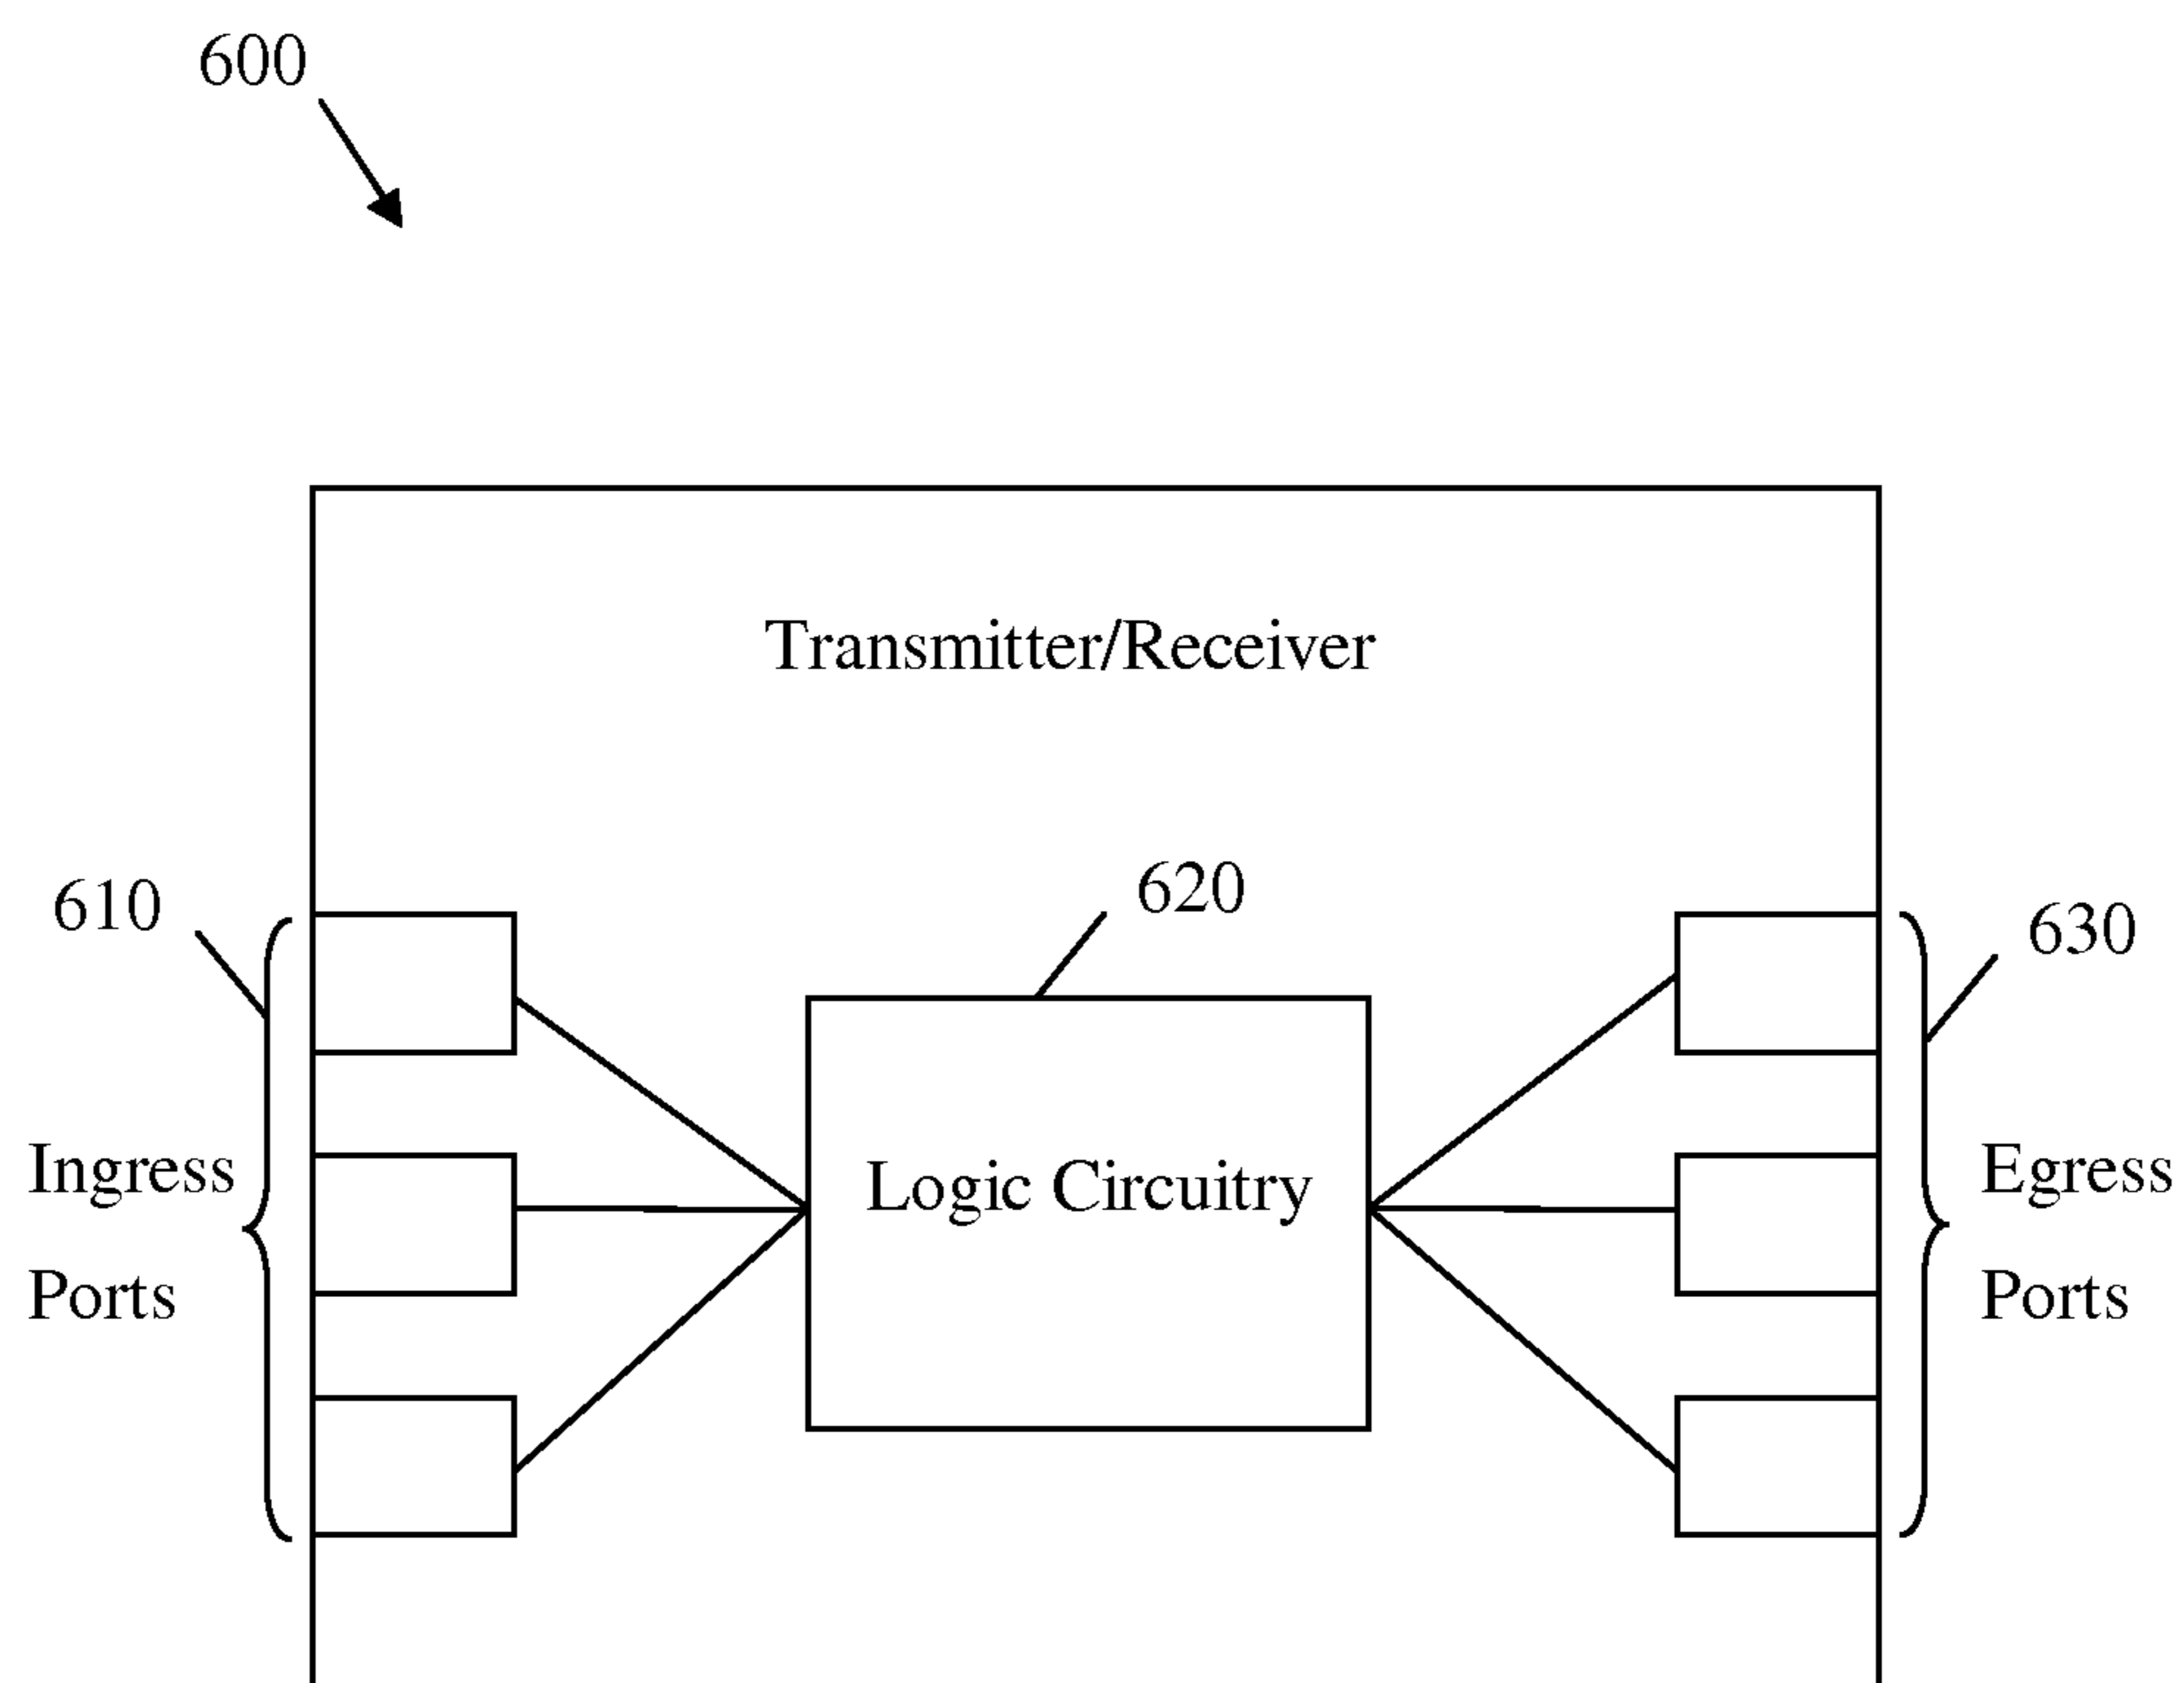 600
Transmitter/Receiver
610
620
630
Ingress
Ports
Logic Circuitry
Egress
Ports